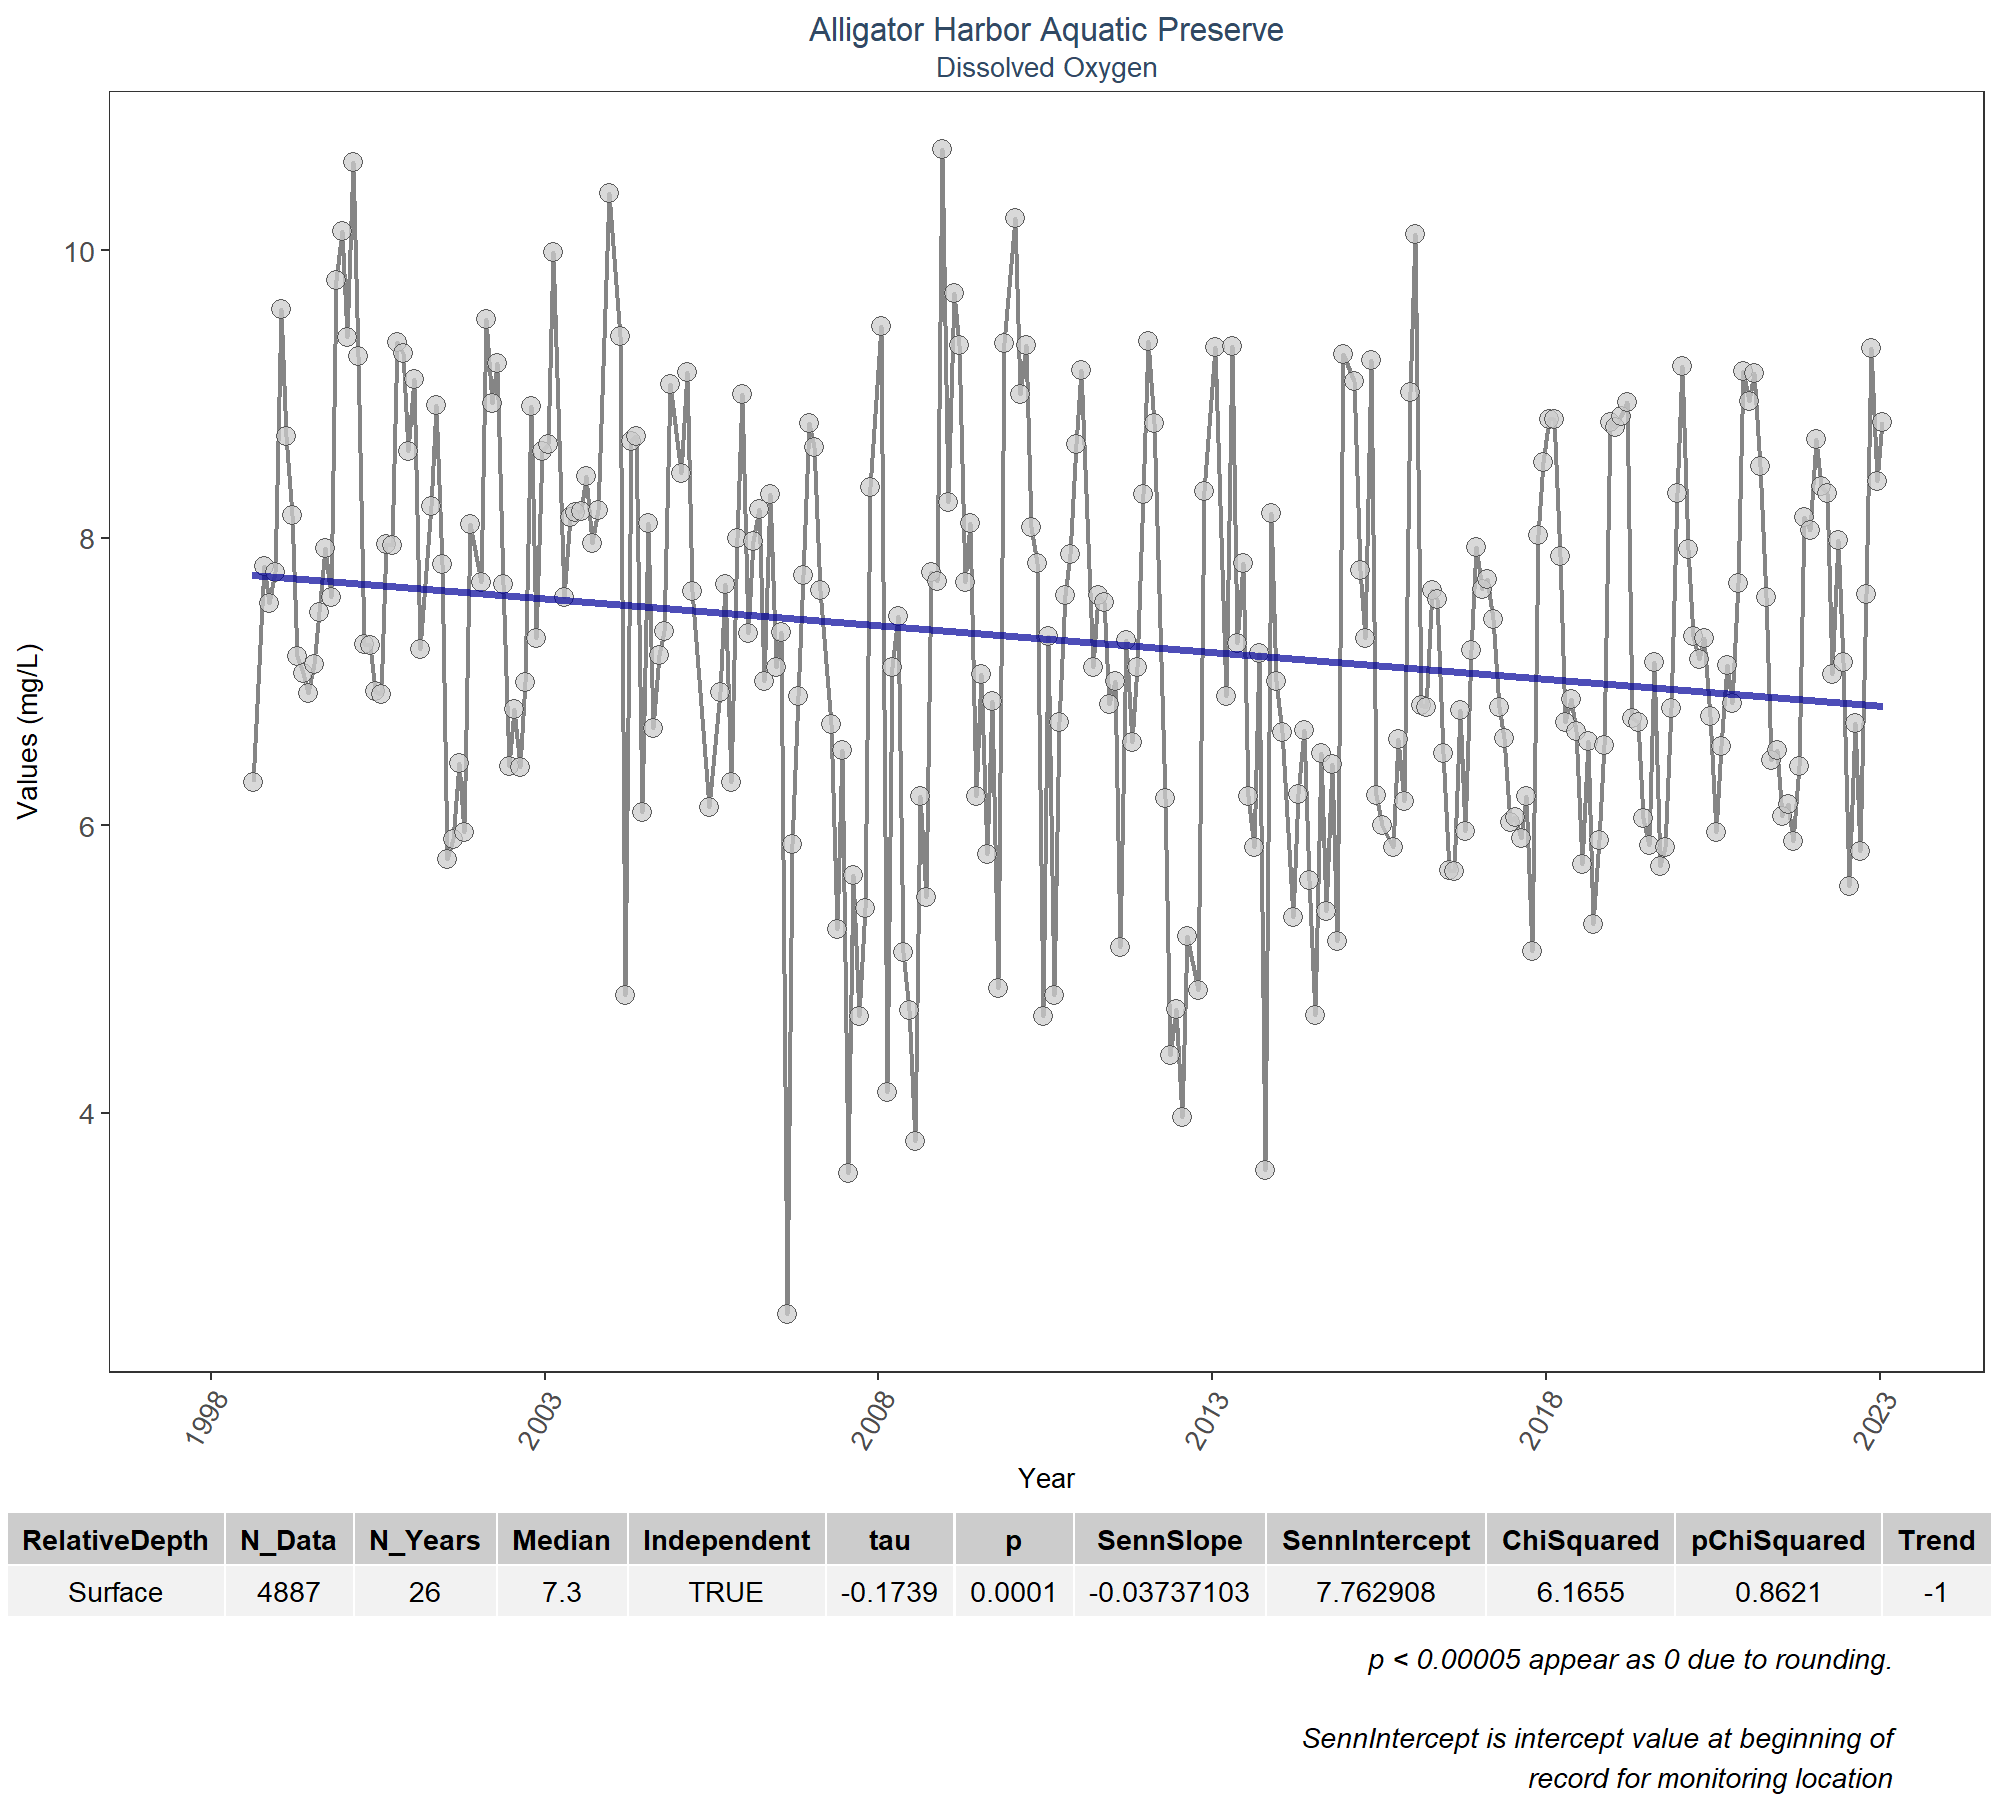 Alligator Harbor Aquatic Preserve
Dissolved Oxygen
Values (mg/L)
10
8
6
4
1998 2003 2008 2013 2018 2023
Year
RelativeDepth N_Data N_Years Median Independent tau p SennSlope SennIntercept ChiSquared pChiSquared Trend
Surface 4887 26 7.3 TRUE -0.1739 0.0001 -0.03737103 7.762908 6.1655 0.8621 -1
p < 0.00005 appear as 0 due to rounding.
SennIntercept is intercept value at beginning of
record for monitoring location